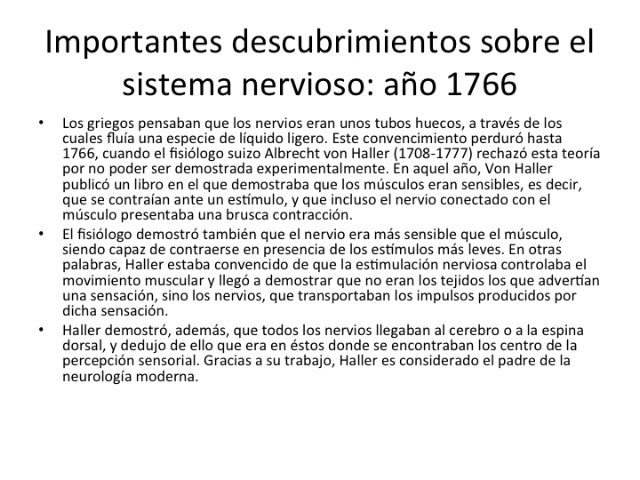 Importantes descubrimientos sobre el
sistema nervioso: año 1766
• Los griegos pensaban que los nervios eran unos tubos huecos, a través de los
cuales fluía una especie de líquido ligero. Este convencimiento perduró hasta
1766, cuando el fisiólogo suizo Albrecht von Haller (1708-1777) rechazó esta teoría
por no poder ser demostrada experimentalmente. En aquel año, Von Haller
publicó un libro en el que demostraba que los músculos eran sensibles, es decir,
que se contraían ante un estímulo, y que incluso el nervio conectado con el
músculo presentaba una brusca contracción.
• El fisiólogo demostró también que el nervio era más sensible que el músculo,
siendo capaz de contraerse en presencia de los estímulos más leves. En otras
palabras, Haller estaba convencido de que la estimulación nerviosa controlaba el
movimiento muscular y llegó a demostrar que no eran los tejidos los que advertían
una sensación, sino los nervios, que transportaban los impulsos producidos por
dicha sensación.
• Haller demostró, además, que todos los nervios llegaban al cerebro o a la espina
dorsal, y dedujo de ello que era en éstos donde se encontraban los centro de la
percepción sensorial. Gracias a su trabajo, Haller es considerado el padre de la
neurología moderna.